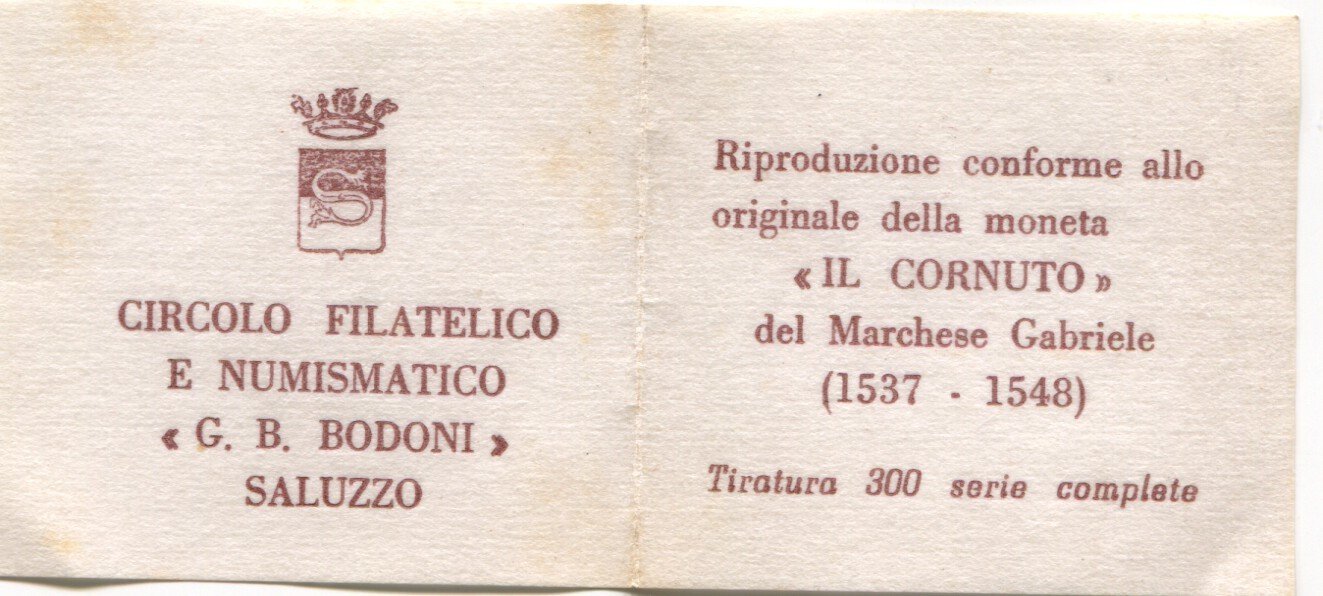 CIRCOLO FILATELICO
E NUMISMATICO
« G. B. BODONI »
SALUZZO
Riproduzione conforme allo
originale della moneta
« IL CORNUTO »
del Marchese Gabriele
(1537 - 1548)
Tiratura 300 serie complete